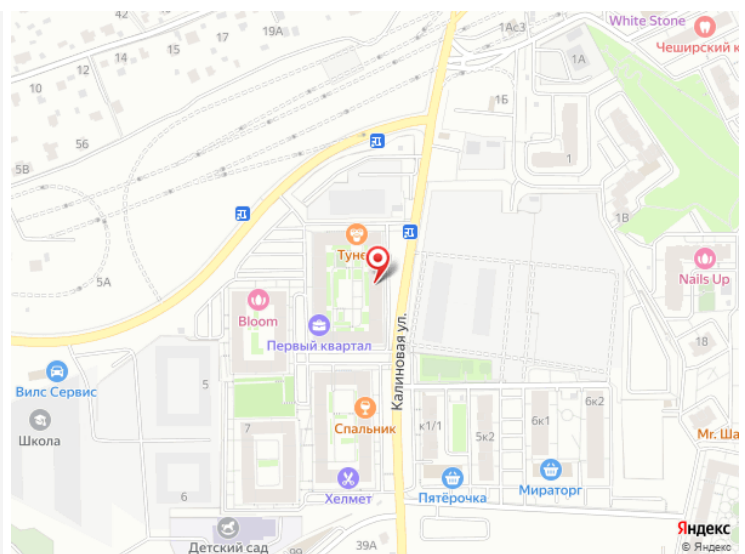 42
17
19А
1Ас3
White Stone
Чеширский к
15
14
12
10
1А
1Б
56
5В
1
1В
Туне
5А
Nails Up
Bloom
Первый квартал
Калиновая ул.
18
Вилс Сервис
5
Школа
Спальник
7
к1/1
5к2
6к1
6к2
Mr. Ша
6
Хелмет
Пятёрочка
Мираторг
Детский сад
99
39А
Яндекс
© Яндекс